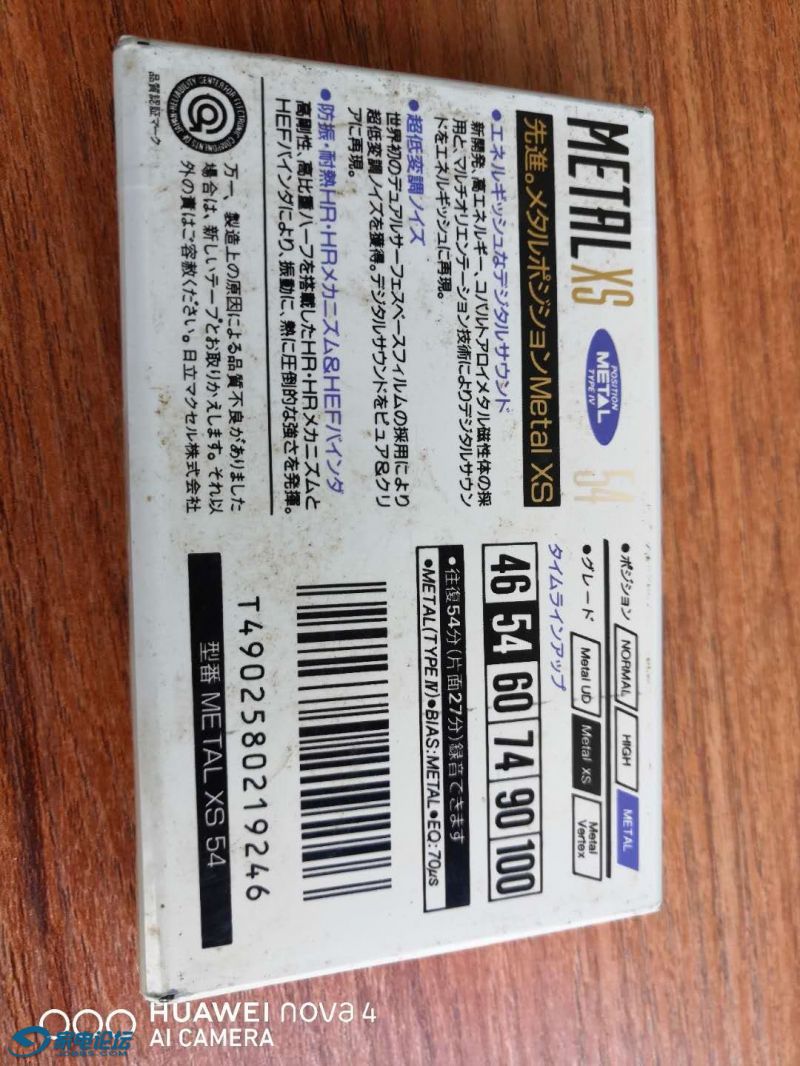 METAL XS
POSITION
METAL
TYPE IV
54
先進。メタルポジションMetal XS
●エネルギッシュなデジタルサウンド
新開発、高エネルギー、コバルトアロイメタル磁性体の採
用と、マルチオリエンテーション技術によりデジタルサウン
ドをエネルギッシュに再現。
●超低変調ノイズ
世界初のデュアルサーフェスベースフィルムの採用により
超低変調ノイズを獲得。デジタルサウンドをピュア&クリ
アに再現。
●防振・耐熱HR・HRメカニズム&HEFバインダ
高剛性、高比重ハーフを搭載したHR・HRメカニズムと
HEFバインダにより、振動に、熱に圧倒的な強さを発揮。
品質認証マーク
万一、製造上の原因による品質不良がありました
場合は、新しいテープとお取りかえします。それ以
外の責はご容赦ください。日立マクセル株式会社
●ポジション NORMAL HIGH METAL
●グレード Metal UD Metal XS Metal Vertex
タイムラインアップ
46 54 60 74 90 100
●往復54分(片面27分)録音できます
●METAL(TYPE IV)●BIAS:METAL●EQ:70μs
T4902580219246
型番 METAL XS 54
HUAWEI nova 4
AI CAMERA
家电论坛
JDBBS.COM